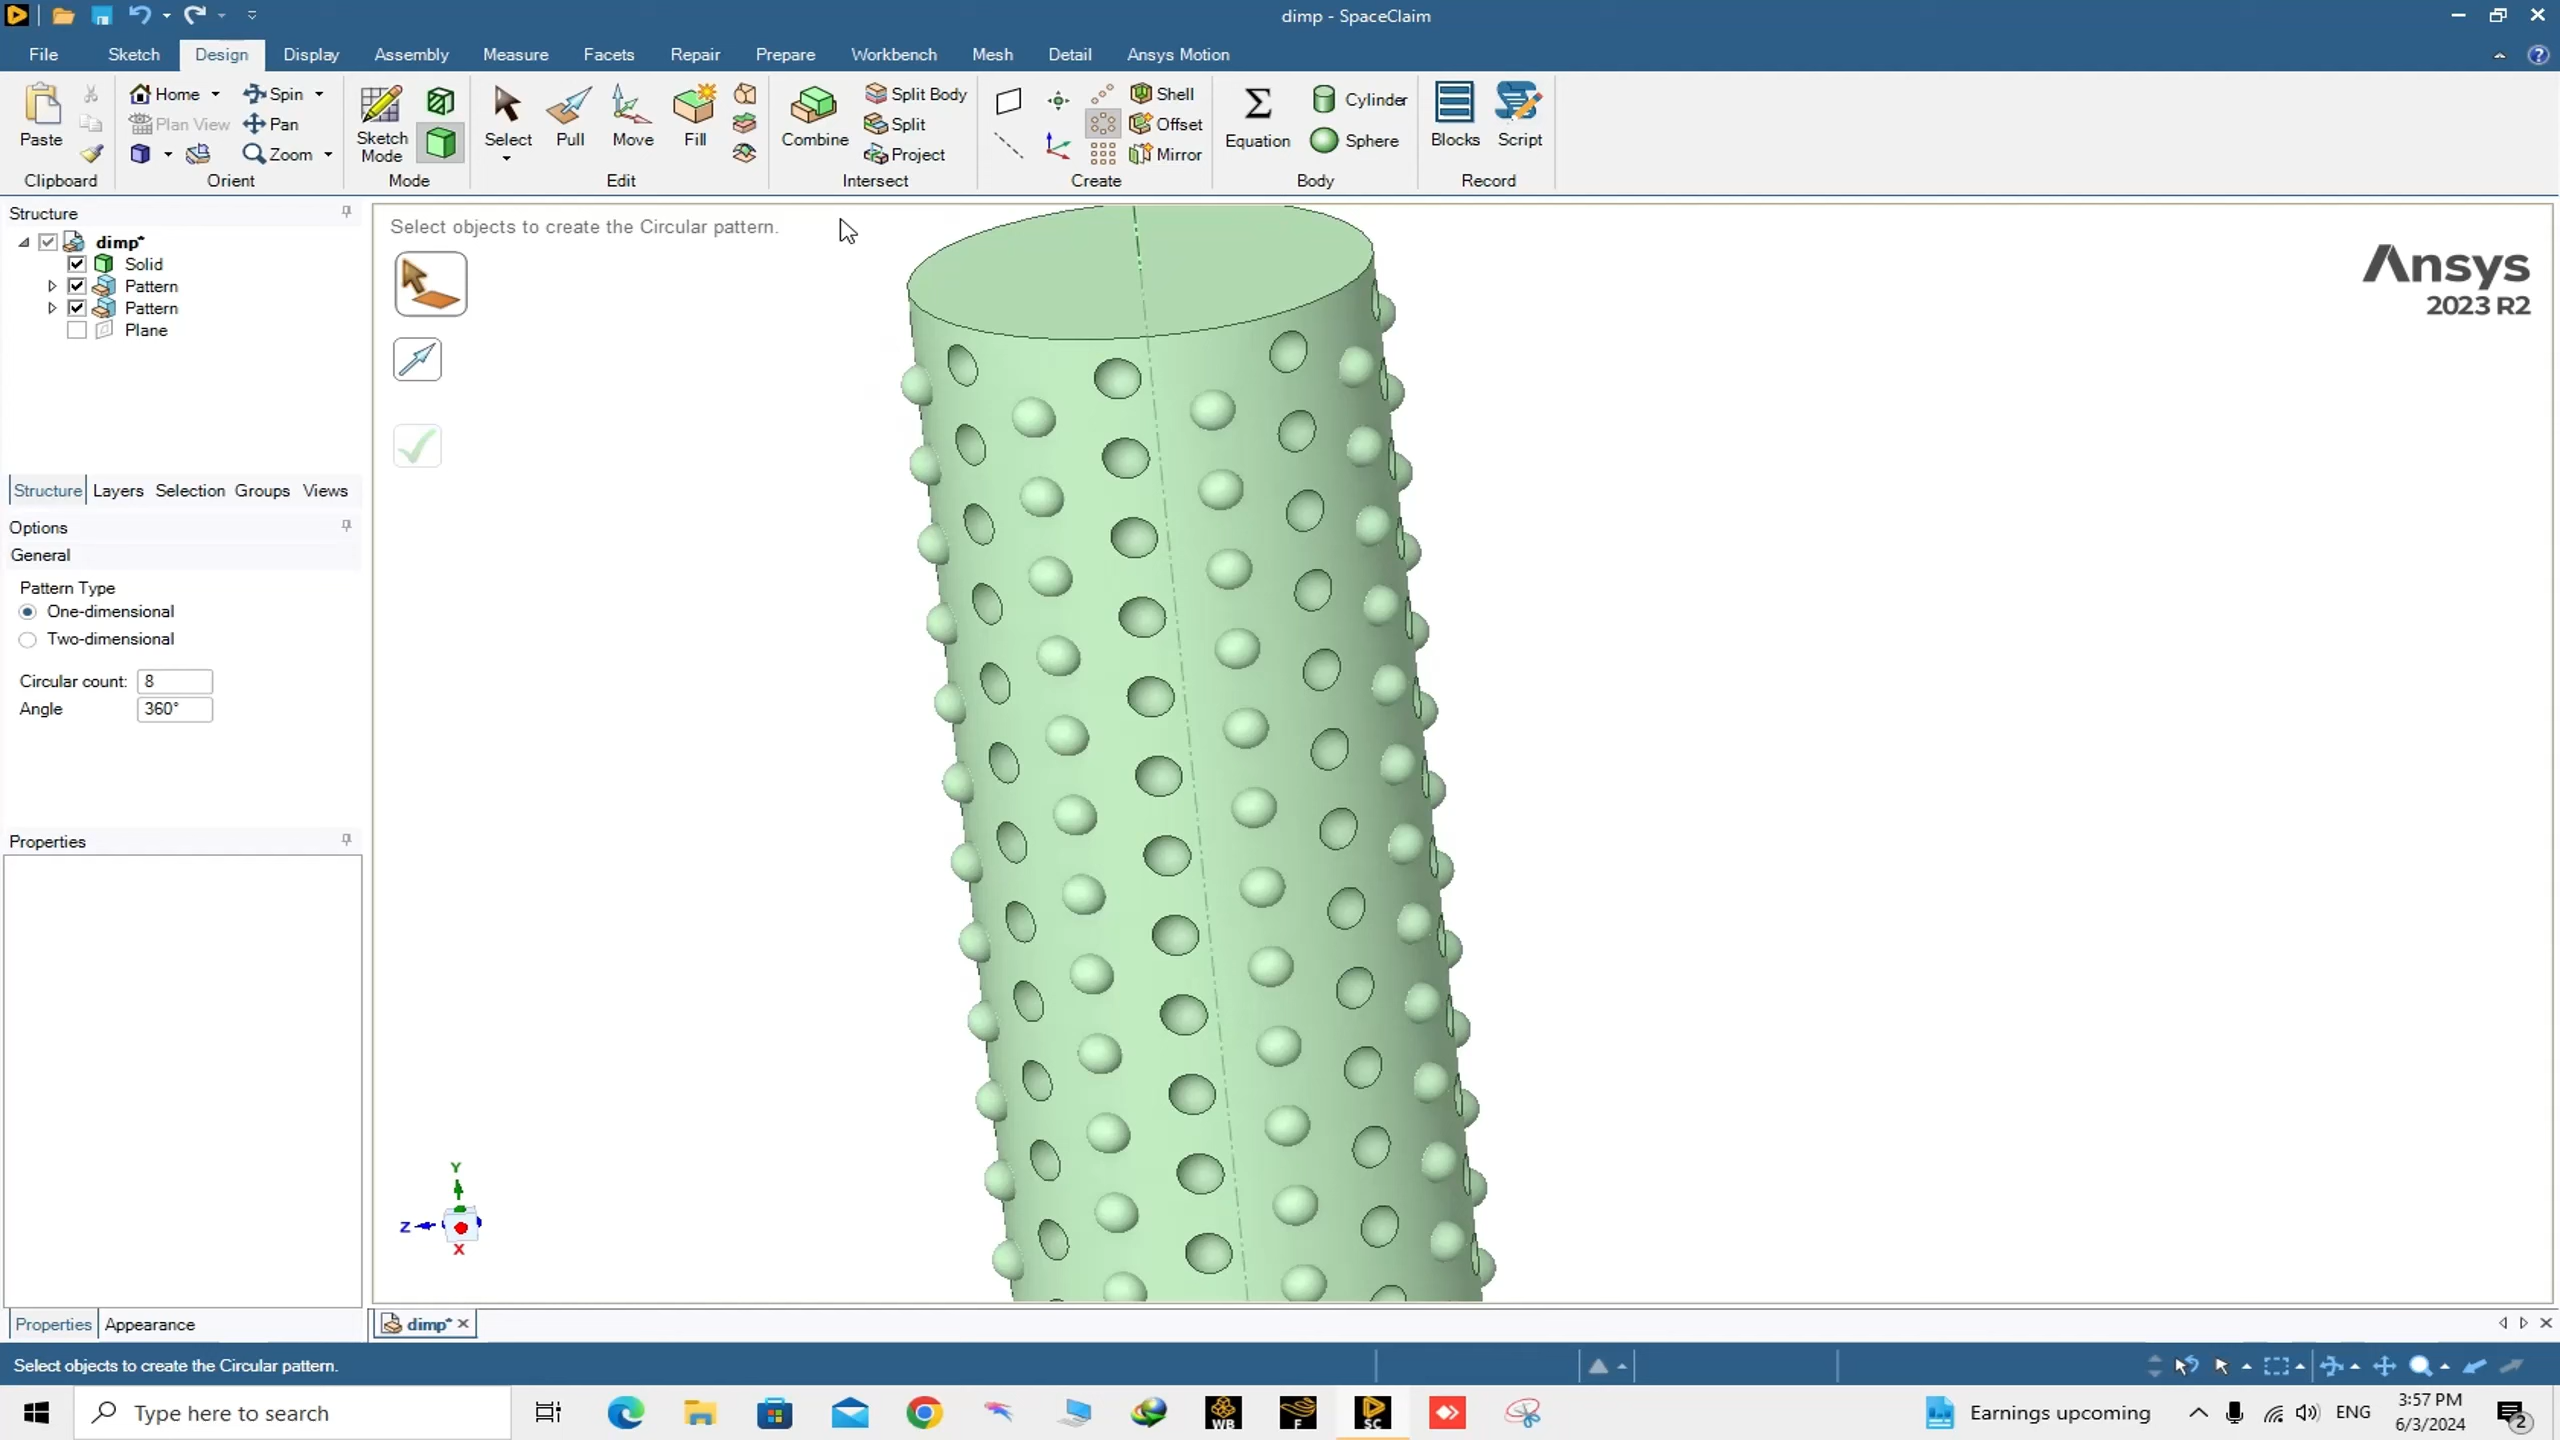 dimp - SpaceClaim
File Sketch Design Display Assembly Measure Facets Repair Prepare Workbench Mesh Detail Ansys Motion
Paste
Clipboard
Home Spin
Plan View Pan
Zoom
Orient
Sketch
Mode
Mode
Select Pull Move Fill
Edit
Combine
Split Body
Split
Project
Intersect
Shell
Offset
Mirror
Create
Equation
Cylinder
Sphere
Body
Blocks Script
Record
Structure
dimp*
Solid
Pattern
Pattern
Plane
Structure Layers Selection Groups Views
Options
General
Pattern Type
One-dimensional
Two-dimensional
Circular count: 8
Angle 360°
Properties
Properties Appearance
Select objects to create the Circular pattern.
Ansys
2023 R2
Y
Z
X
dimp*
Select objects to create the Circular pattern.
Type here to search
WB
F
SC
Earnings upcoming
ENG
3:57 PM
6/3/2024
2